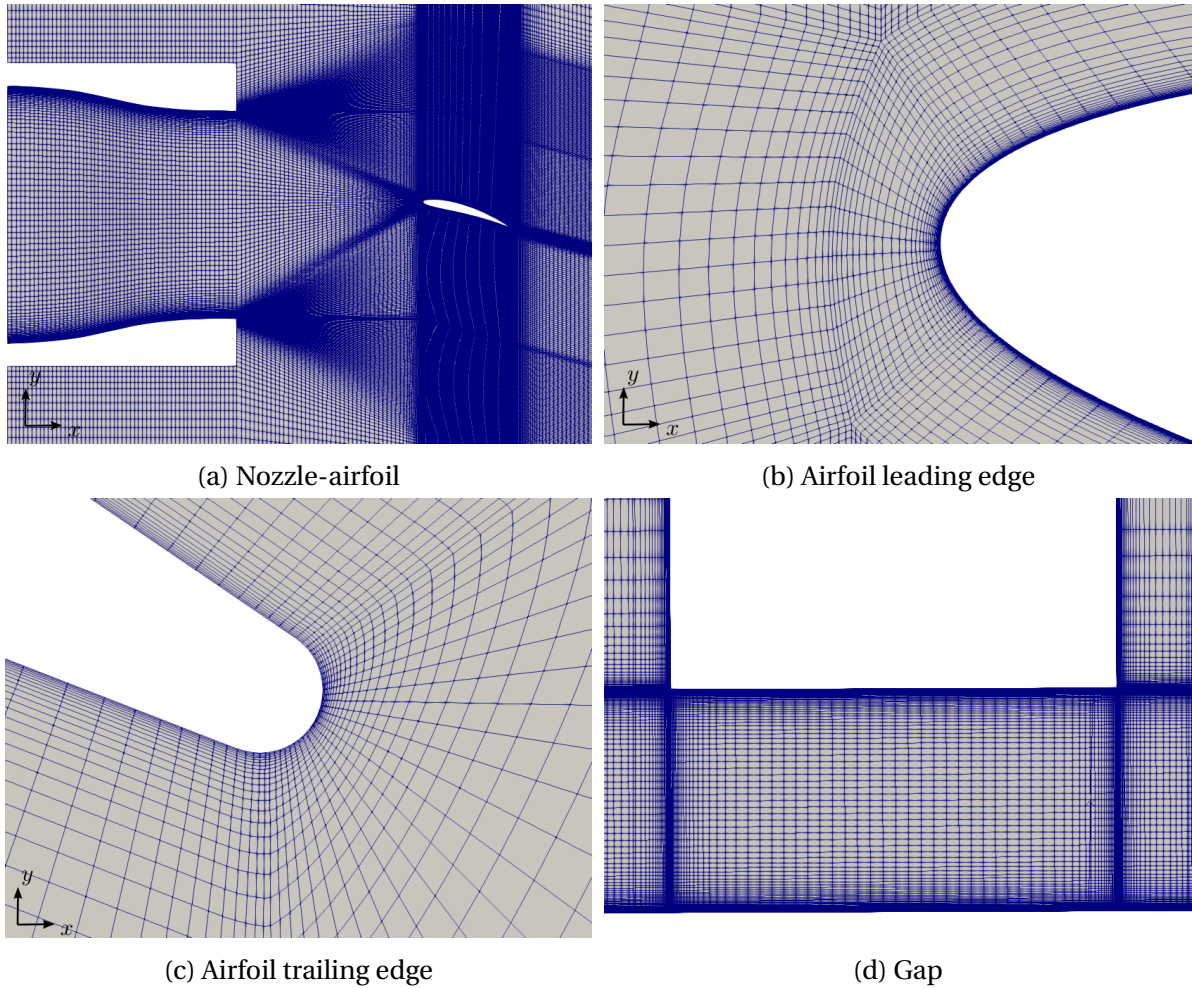 y
x
y
x
(a) Nozzle-airfoil
(b) Airfoil leading edge
y
x
(c) Airfoil trailing edge
(d) Gap